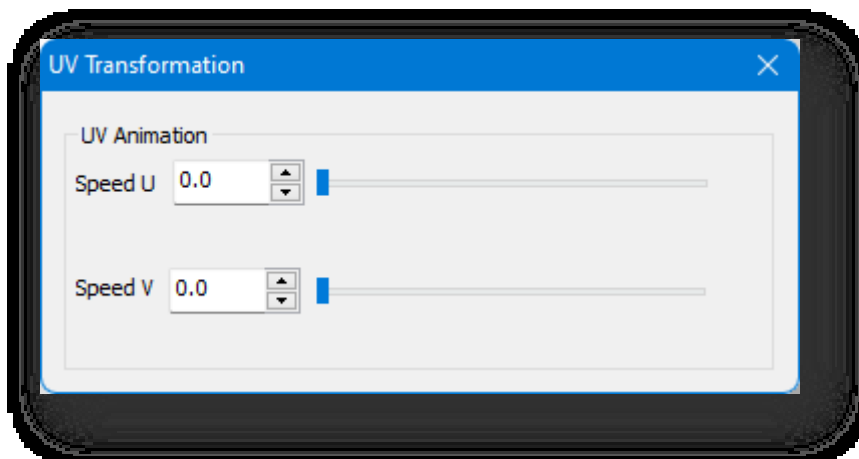 UV Transformation
UV Animation
Speed U 0.0
Speed V 0.0